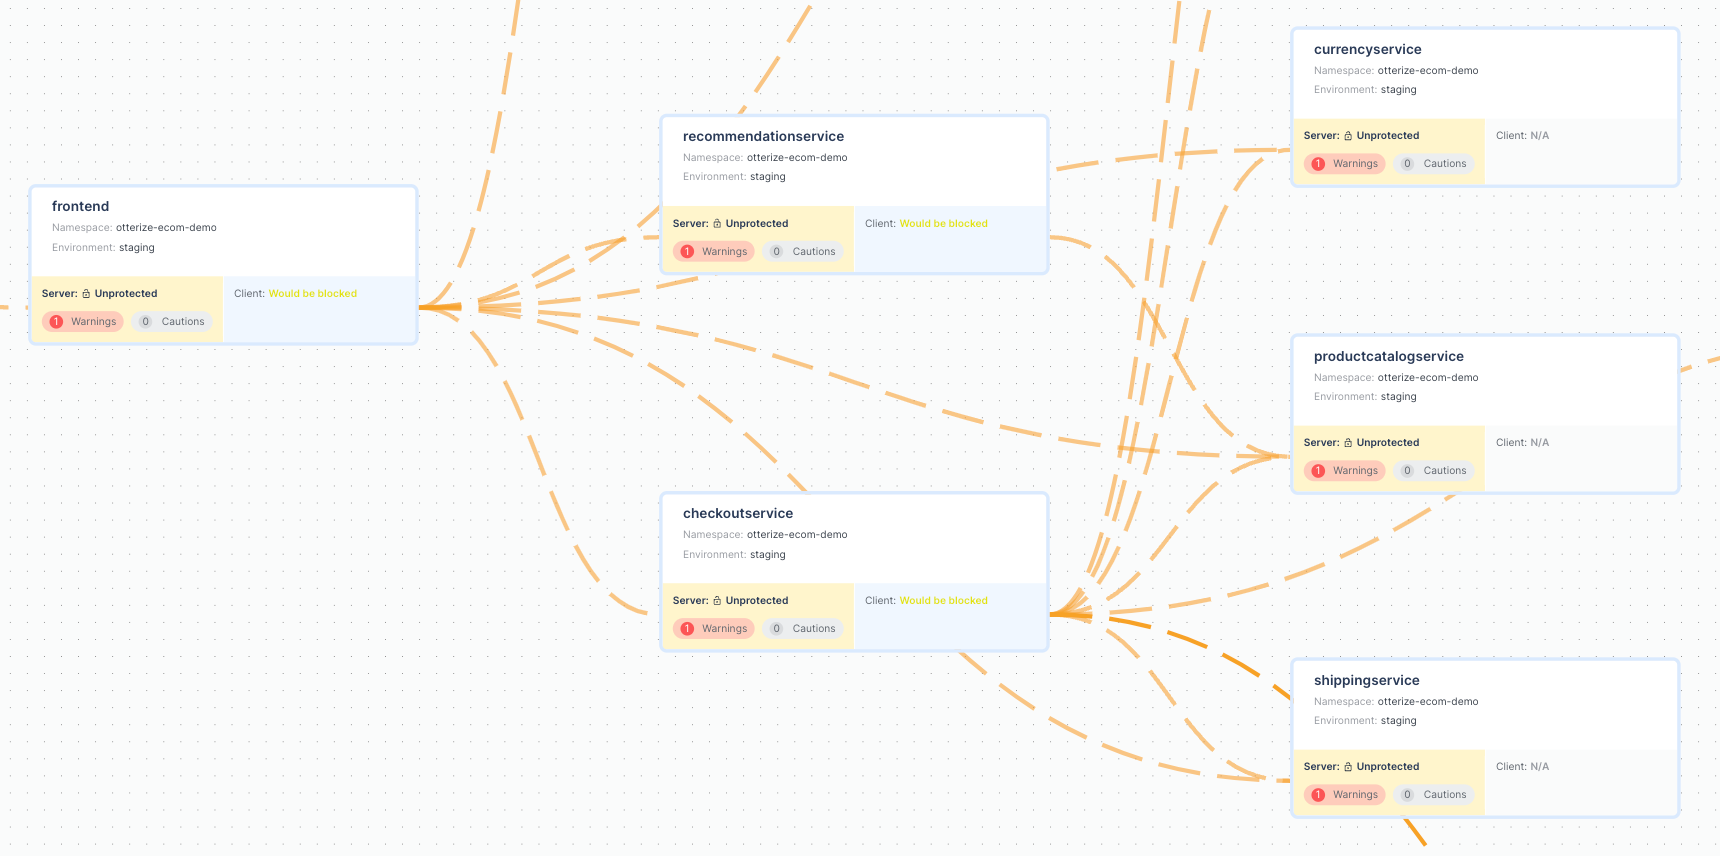 currencyservice
Namespace: otterize-ecom-demo
Environment: staging
Server: Unprotected
Client: N/A
1 Warnings
0 Cautions
recommendationservice
Namespace: otterize-ecom-demo
Environment: staging
Server: Unprotected
Client: Would be blocked
1 Warnings
0 Cautions
frontend
Namespace: otterize-ecom-demo
Environment: staging
Server: Unprotected
Client: Would be blocked
1 Warnings
0 Cautions
productcatalogservice
Namespace: otterize-ecom-demo
Environment: staging
Server: Unprotected
Client: N/A
1 Warnings
0 Cautions
checkoutservice
Namespace: otterize-ecom-demo
Environment: staging
Server: Unprotected
Client: Would be blocked
1 Warnings
0 Cautions
shippingservice
Namespace: otterize-ecom-demo
Environment: staging
Server: Unprotected
Client: N/A
1 Warnings
0 Cautions